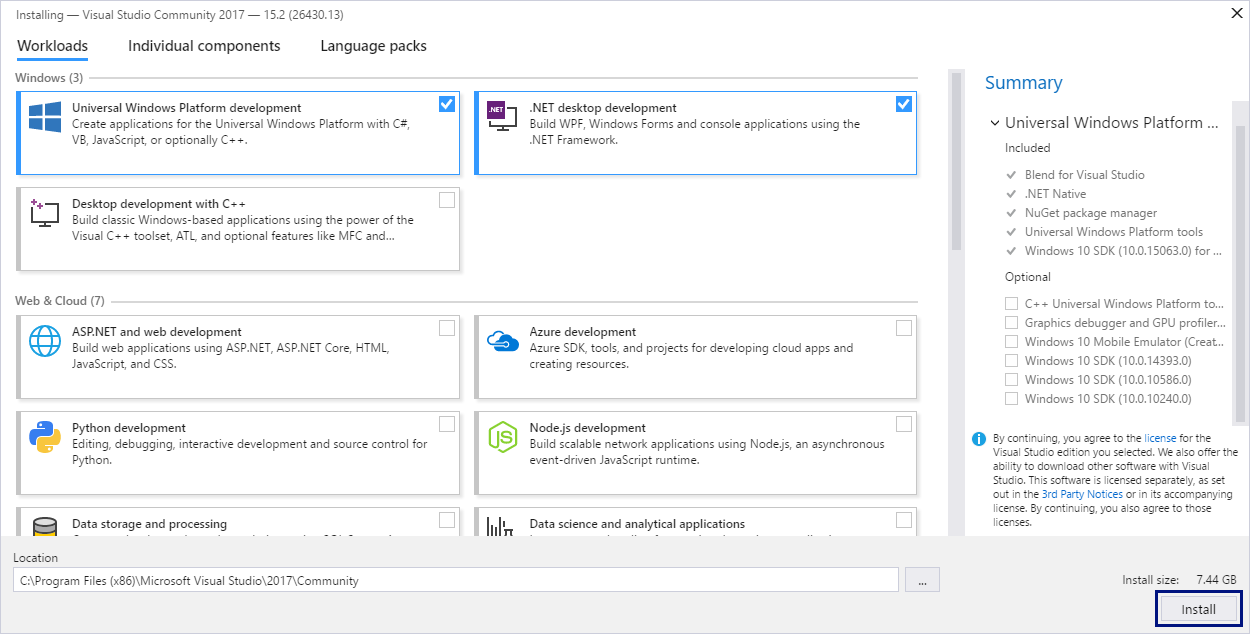 Installing — Visual Studio Community 2017 — 15.2 (26430.13)
Workloads
Individual components
Language packs
Windows (3)
Universal Windows Platform development
Create applications for the Universal Windows Platform with C#,
VB, JavaScript, or optionally C++.
.NET
.NET desktop development
Build WPF, Windows Forms and console applications using the
.NET Framework.
Desktop development with C++
Build classic Windows-based applications using the power of the
Visual C++ toolset, ATL, and optional features like MFC and...
Web & Cloud (7)
ASP.NET and web development
Build web applications using ASP.NET, ASP.NET Core, HTML,
JavaScript, and CSS.
Azure development
Azure SDK, tools, and projects for developing cloud apps and
creating resources.
Python development
Editing, debugging, interactive development and source control for
Python.
JS
Node.js development
Build scalable network applications using Node.js, an asynchronous
event-driven JavaScript runtime.
Data storage and processing
Data science and analytical applications
Summary
Universal Windows Platform ...
Included
Blend for Visual Studio
.NET Native
NuGet package manager
Universal Windows Platform tools
Windows 10 SDK (10.0.15063.0) for ...
Optional
C++ Universal Windows Platform to...
Graphics debugger and GPU profiler...
Windows 10 Mobile Emulator (Creat...
Windows 10 SDK (10.0.14393.0)
Windows 10 SDK (10.0.10586.0)
Windows 10 SDK (10.0.10240.0)
By continuing, you agree to the license for the
Visual Studio edition you selected. We also offer the
ability to download other software with Visual
Studio. This software is licensed separately, as set
out in the 3rd Party Notices or in its accompanying
license. By continuing, you also agree to those
licenses.
Location
C:\Program Files (x86)\Microsoft Visual Studio\2017\Community
...
Install size: 7.44 GB
Install